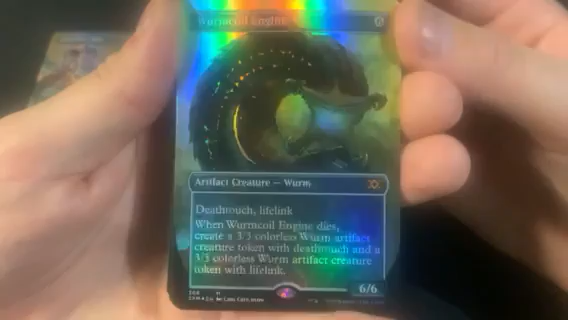 Wurmcoil Engine
Artifact Creature — Wurm
Deathtouch, lifelink
When Wurmcoil Engine dies,
create a 3/3 colorless Wurm artifact
creature token with deathtouch and a
3/3 colorless Wurm artifact creature
token with lifelink.
6/6